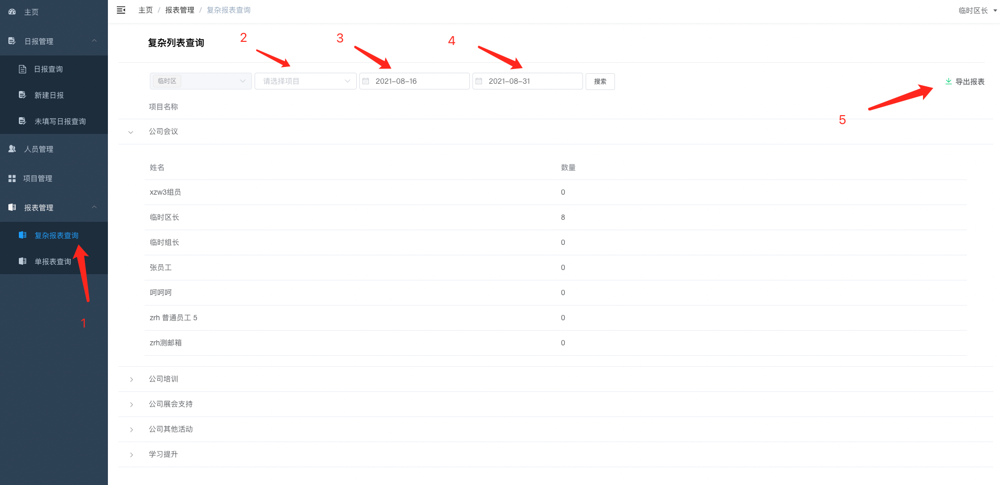 主页
日报管理
日报查询
新建日报
未填写日报查询
人员管理
项目管理
报表管理
复杂报表查询
单报表查询
1
主页 / 报表管理 / 复杂报表查询
临时区长
复杂列表查询
2
3
4
临时区
请选择项目
2021-08-16
2021-08-31
搜索
导出报表
5
项目名称
公司会议
姓名 数量
xzw3组员 0
临时区长 8
临时组长 0
张员工 0
呵呵呵 0
zrh 普通员工 5 0
zrh测邮箱 0
公司培训
公司展会支持
公司其他活动
学习提升